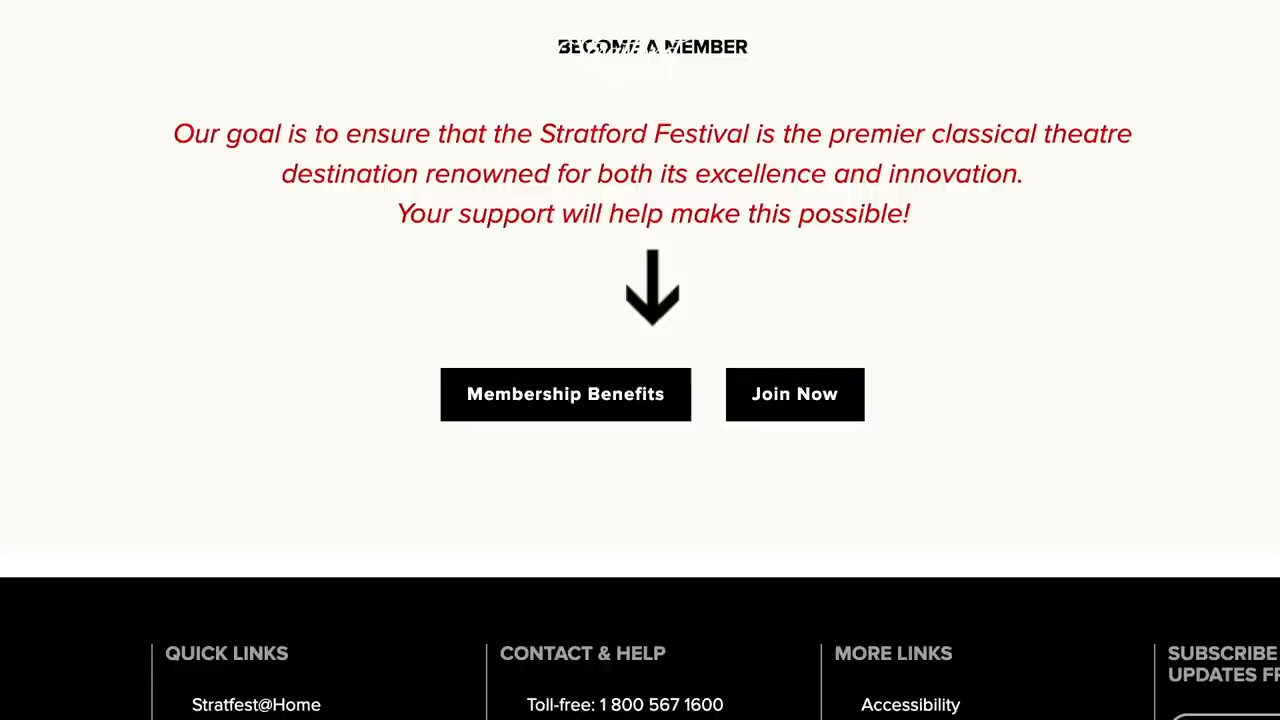 BECOME A MEMBER
Our goal is to ensure that the Stratford Festival is the premier classical theatre
destination renowned for both its excellence and innovation.
Your support will help make this possible!
Membership Benefits
Join Now
QUICK LINKS
Stratfest@Home
CONTACT & HELP
Toll-free: 1 800 567 1600
MORE LINKS
Accessibility
SUBSCRIBE
UPDATES